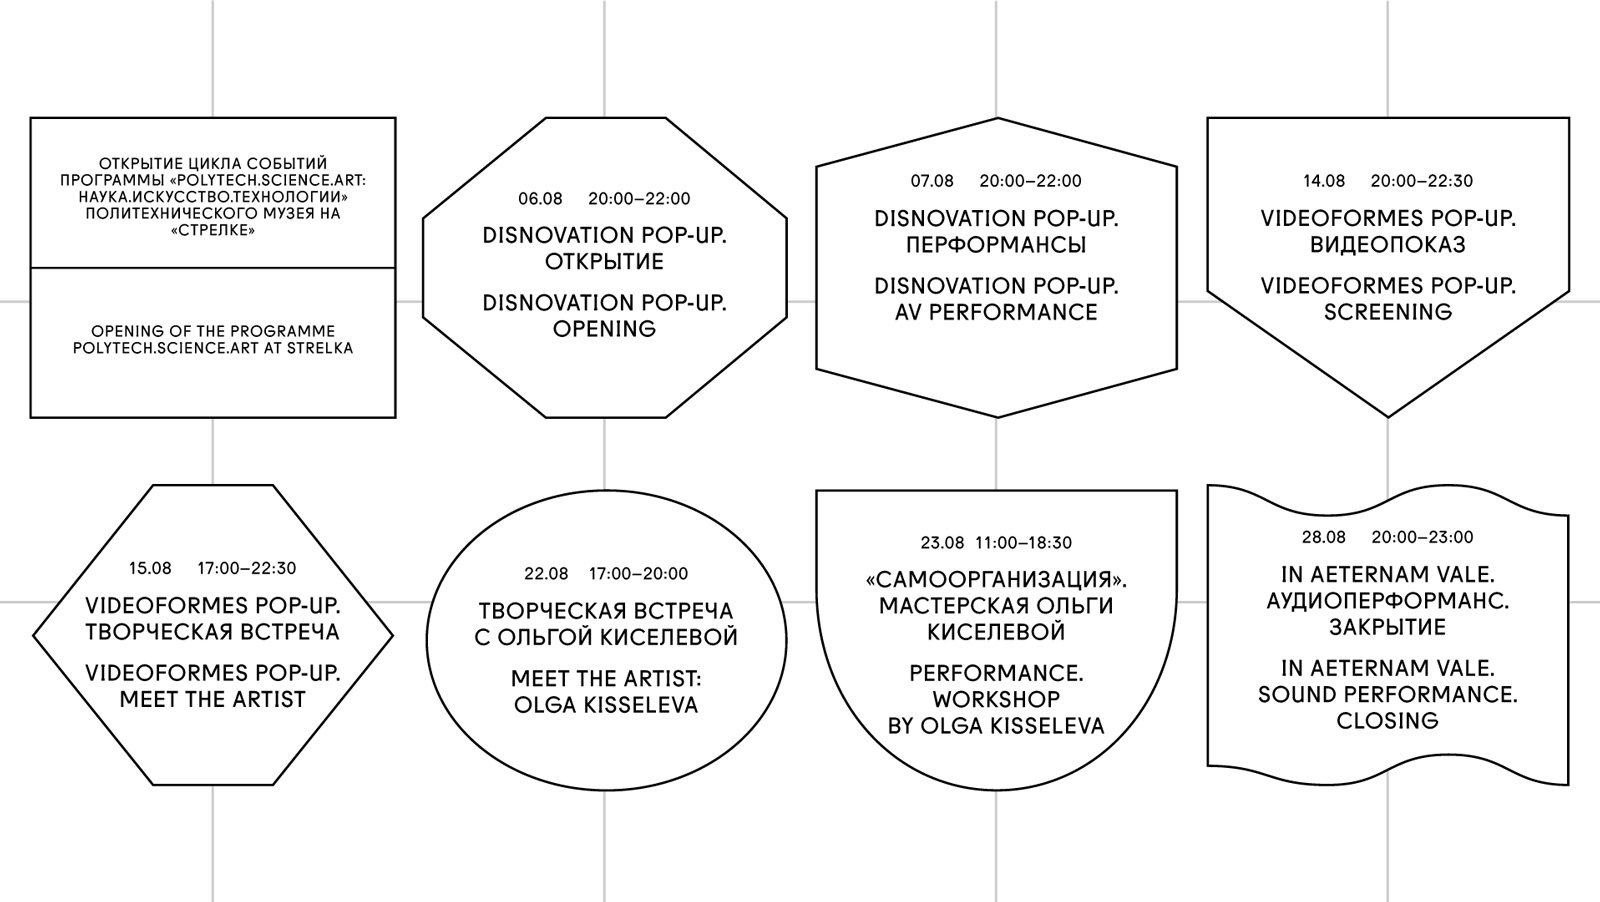 ОТКРЫТИЕ ЦИКЛА СОБЫТИЙ
ПРОГРАММЫ «POLYTECH.SCIENCE.ART:
НАУКА.ИСКУССТВО.ТЕХНОЛОГИИ»
ПОЛИТЕХНИЧЕСКОГО МУЗЕЯ НА
«СТРЕЛКЕ»
OPENING OF THE PROGRAMME
POLYTECH.SCIENCE.ART AT STRELKA
06.08 20:00–22:00
DISNOVATION POP-UP.
ОТКРЫТИЕ
DISNOVATION POP-UP.
OPENING
07.08 20:00–22:00
DISNOVATION POP-UP.
ПЕРФОРМАНСЫ
DISNOVATION POP-UP.
AV PERFORMANCE
14.08 20:00–22:30
VIDEOFORMES POP-UP.
ВИДЕОПОКАЗ
VIDEOFORMES POP-UP.
SCREENING
15.08 17:00–22:30
VIDEOFORMES POP-UP.
ТВОРЧЕСКАЯ ВСТРЕЧА
VIDEOFORMES POP-UP.
MEET THE ARTIST
22.08 17:00–20:00
ТВОРЧЕСКАЯ ВСТРЕЧА
С ОЛЬГОЙ КИСЕЛЕВОЙ
MEET THE ARTIST:
OLGA KISSELEVA
23.08 11:00–18:30
«САМООРГАНИЗАЦИЯ».
МАСТЕРСКАЯ ОЛЬГИ
КИСЕЛЕВОЙ
PERFORMANCE.
WORKSHOP
BY OLGA KISSELEVA
28.08 20:00–23:00
IN AETERNAM VALE.
АУДИОПЕРФОРМАНС.
ЗАКРЫТИЕ
IN AETERNAM VALE.
SOUND PERFORMANCE.
CLOSING